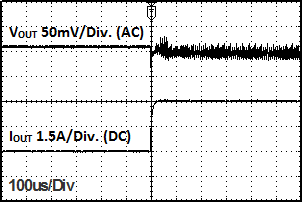 VOUT 50mV/Div. (AC)
IOUT 1.5A/Div. (DC)
100us/Div